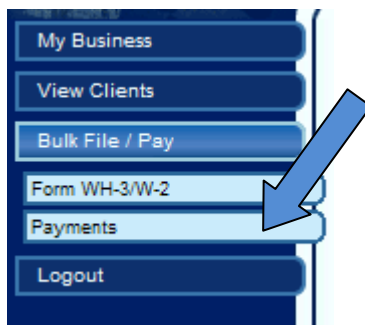 My Business
View Clients
Bulk File / Pay
Form WH-3/W-2
Payments
Logout